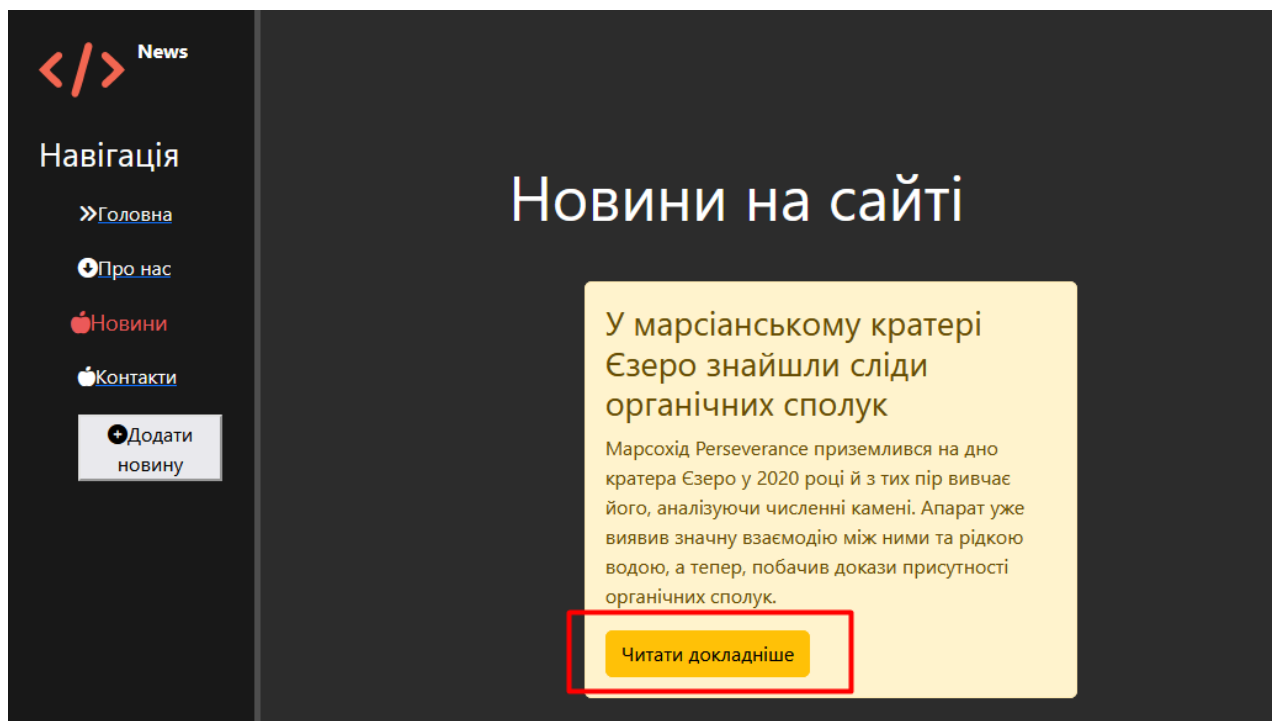 News
Навігація
Головна
Про нас
Новини
Контакти
Додати
новину
Новини на сайті
У марсіанському кратері
Єзеро знайшли сліди
органічних сполук
Марсохід Perseverance приземлився на дно
кратера Єзеро у 2020 році й з тих пір вивчає
його, аналізуючи численні камені. Апарат уже
виявив значну взаємодію між ними та рідкою
водою, а тепер, побачив докази присутності
органічних сполук.
Читати докладніше